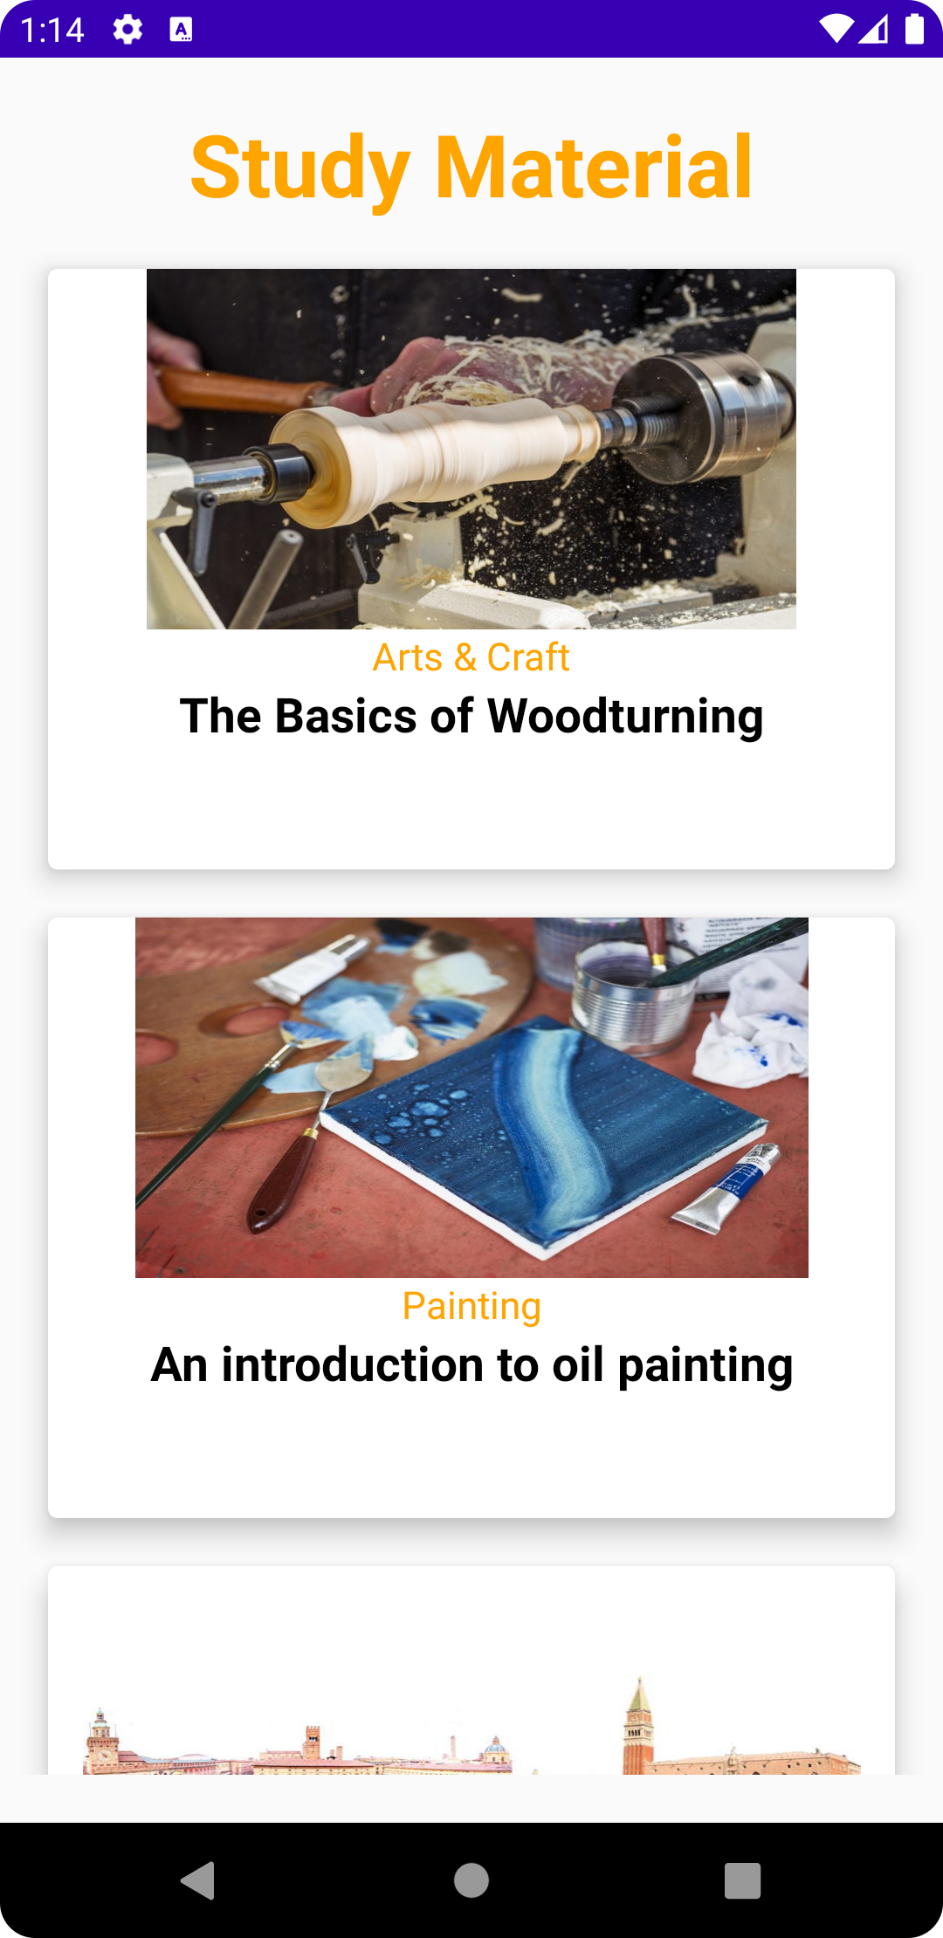 1:14
Study Material
Arts & Craft
The Basics of Woodturning
Painting
An introduction to oil painting